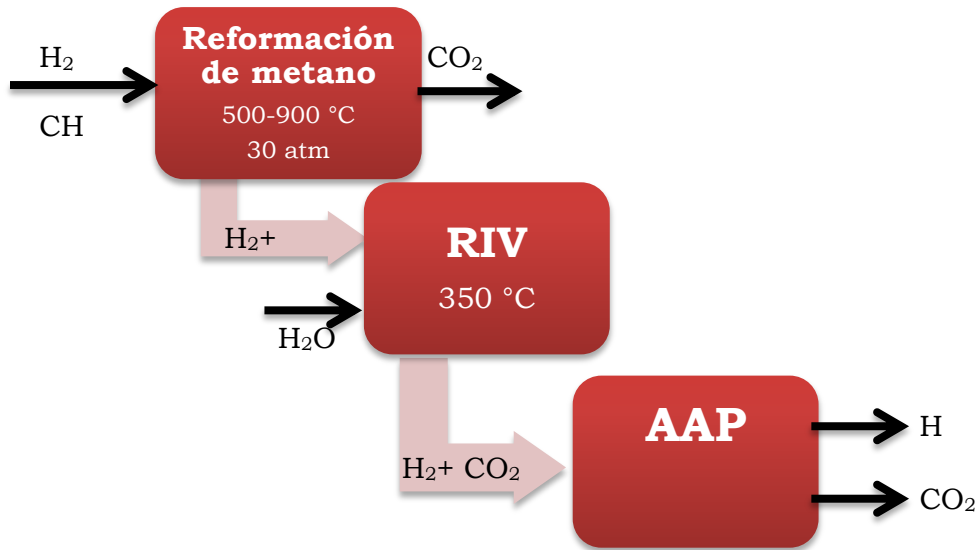 H₂
CH
Reformación
de metano
500-900 °C
30 atm
CO₂
H₂+
RIV
350 °C
H₂O
H₂+ CO₂
AAP
H
CO₂